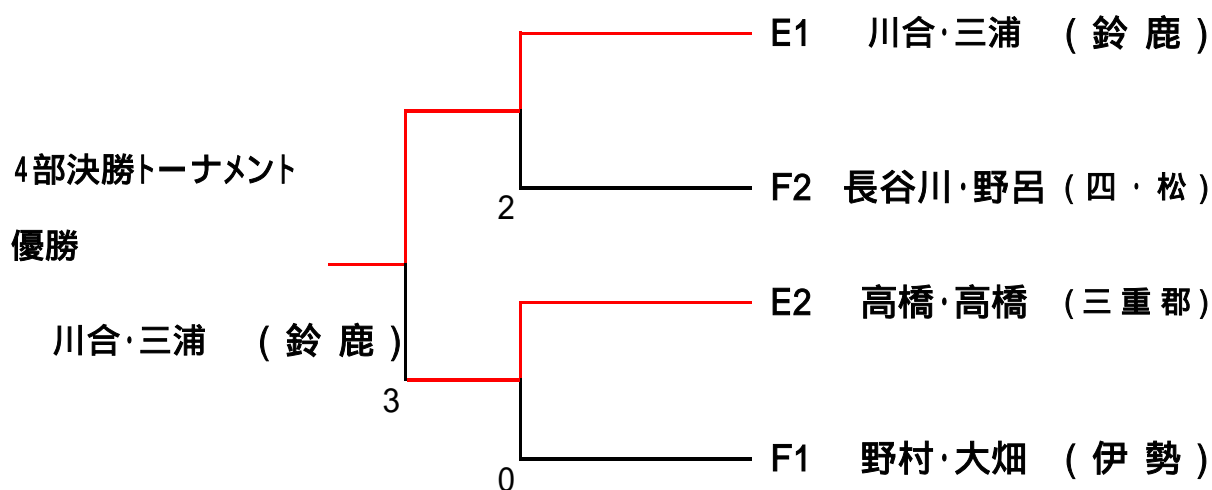 E1 川合・三浦 (鈴鹿)
4部決勝トーナメント
2
F2 長谷川・野呂 (四・松)
優勝
E2 高橋・高橋 (三重郡)
川合・三浦 (鈴鹿)
3
F1 野村・大畑 (伊勢)
0